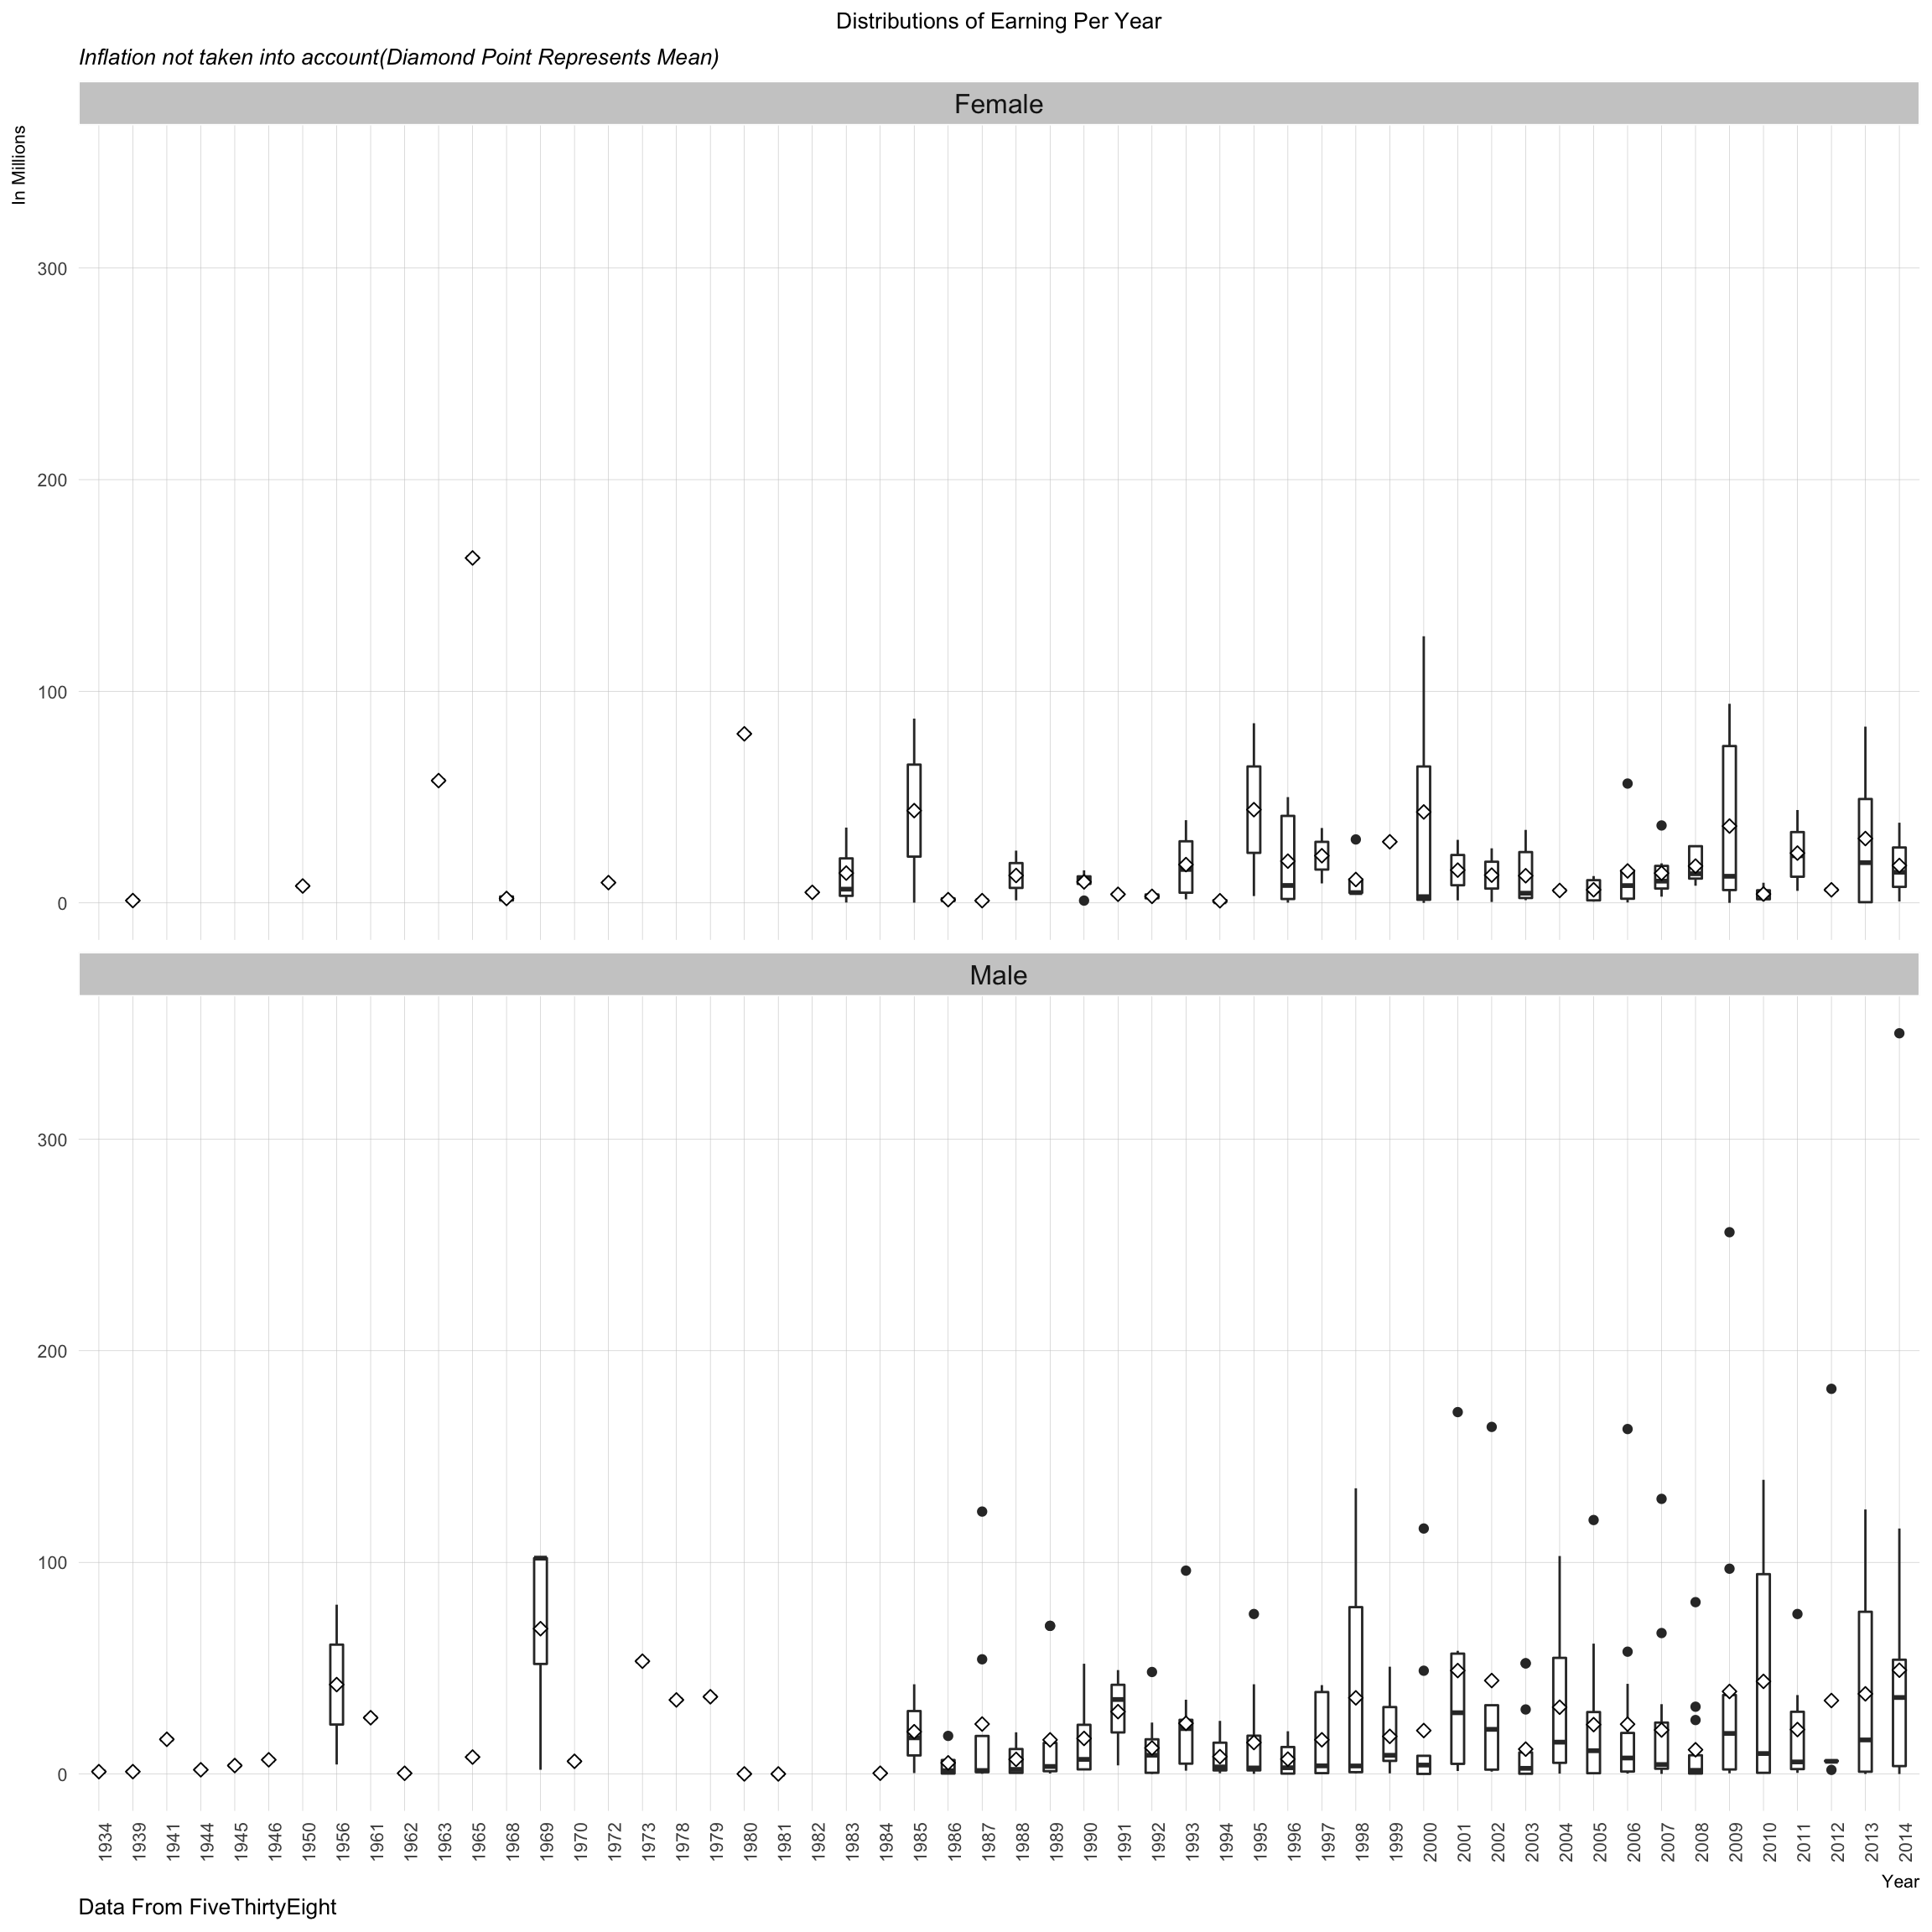 Distributions of Earning Per Year
Inflation not taken into account(Diamond Point Represents Mean)
Female
In Millions
300
200
100
0
Male
300
200
100
0
1934 1939 1941 1944 1945 1946 1950 1956 1961 1962 1963 1965 1968 1969 1970 1972 1973 1978 1979 1980 1981 1982 1983 1984 1985 1986 1987 1988 1989 1990 1991 1992 1993 1994 1995 1996 1997 1998 1999 2000 2001 2002 2003 2004 2005 2006 2007 2008 2009 2010 2011 2012 2013 2014
Year
Data From FiveThirtyEight